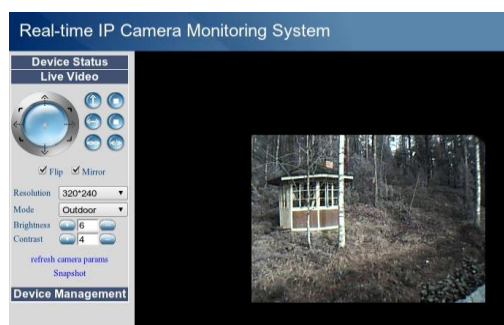 Real-time IP Camera Monitoring System
Device Status
Live Video
Flip Mirror
Resolution 320*240
Mode Outdoor
Brightness 6
Contrast 4
refresh camera params
Snapshot
Device Management